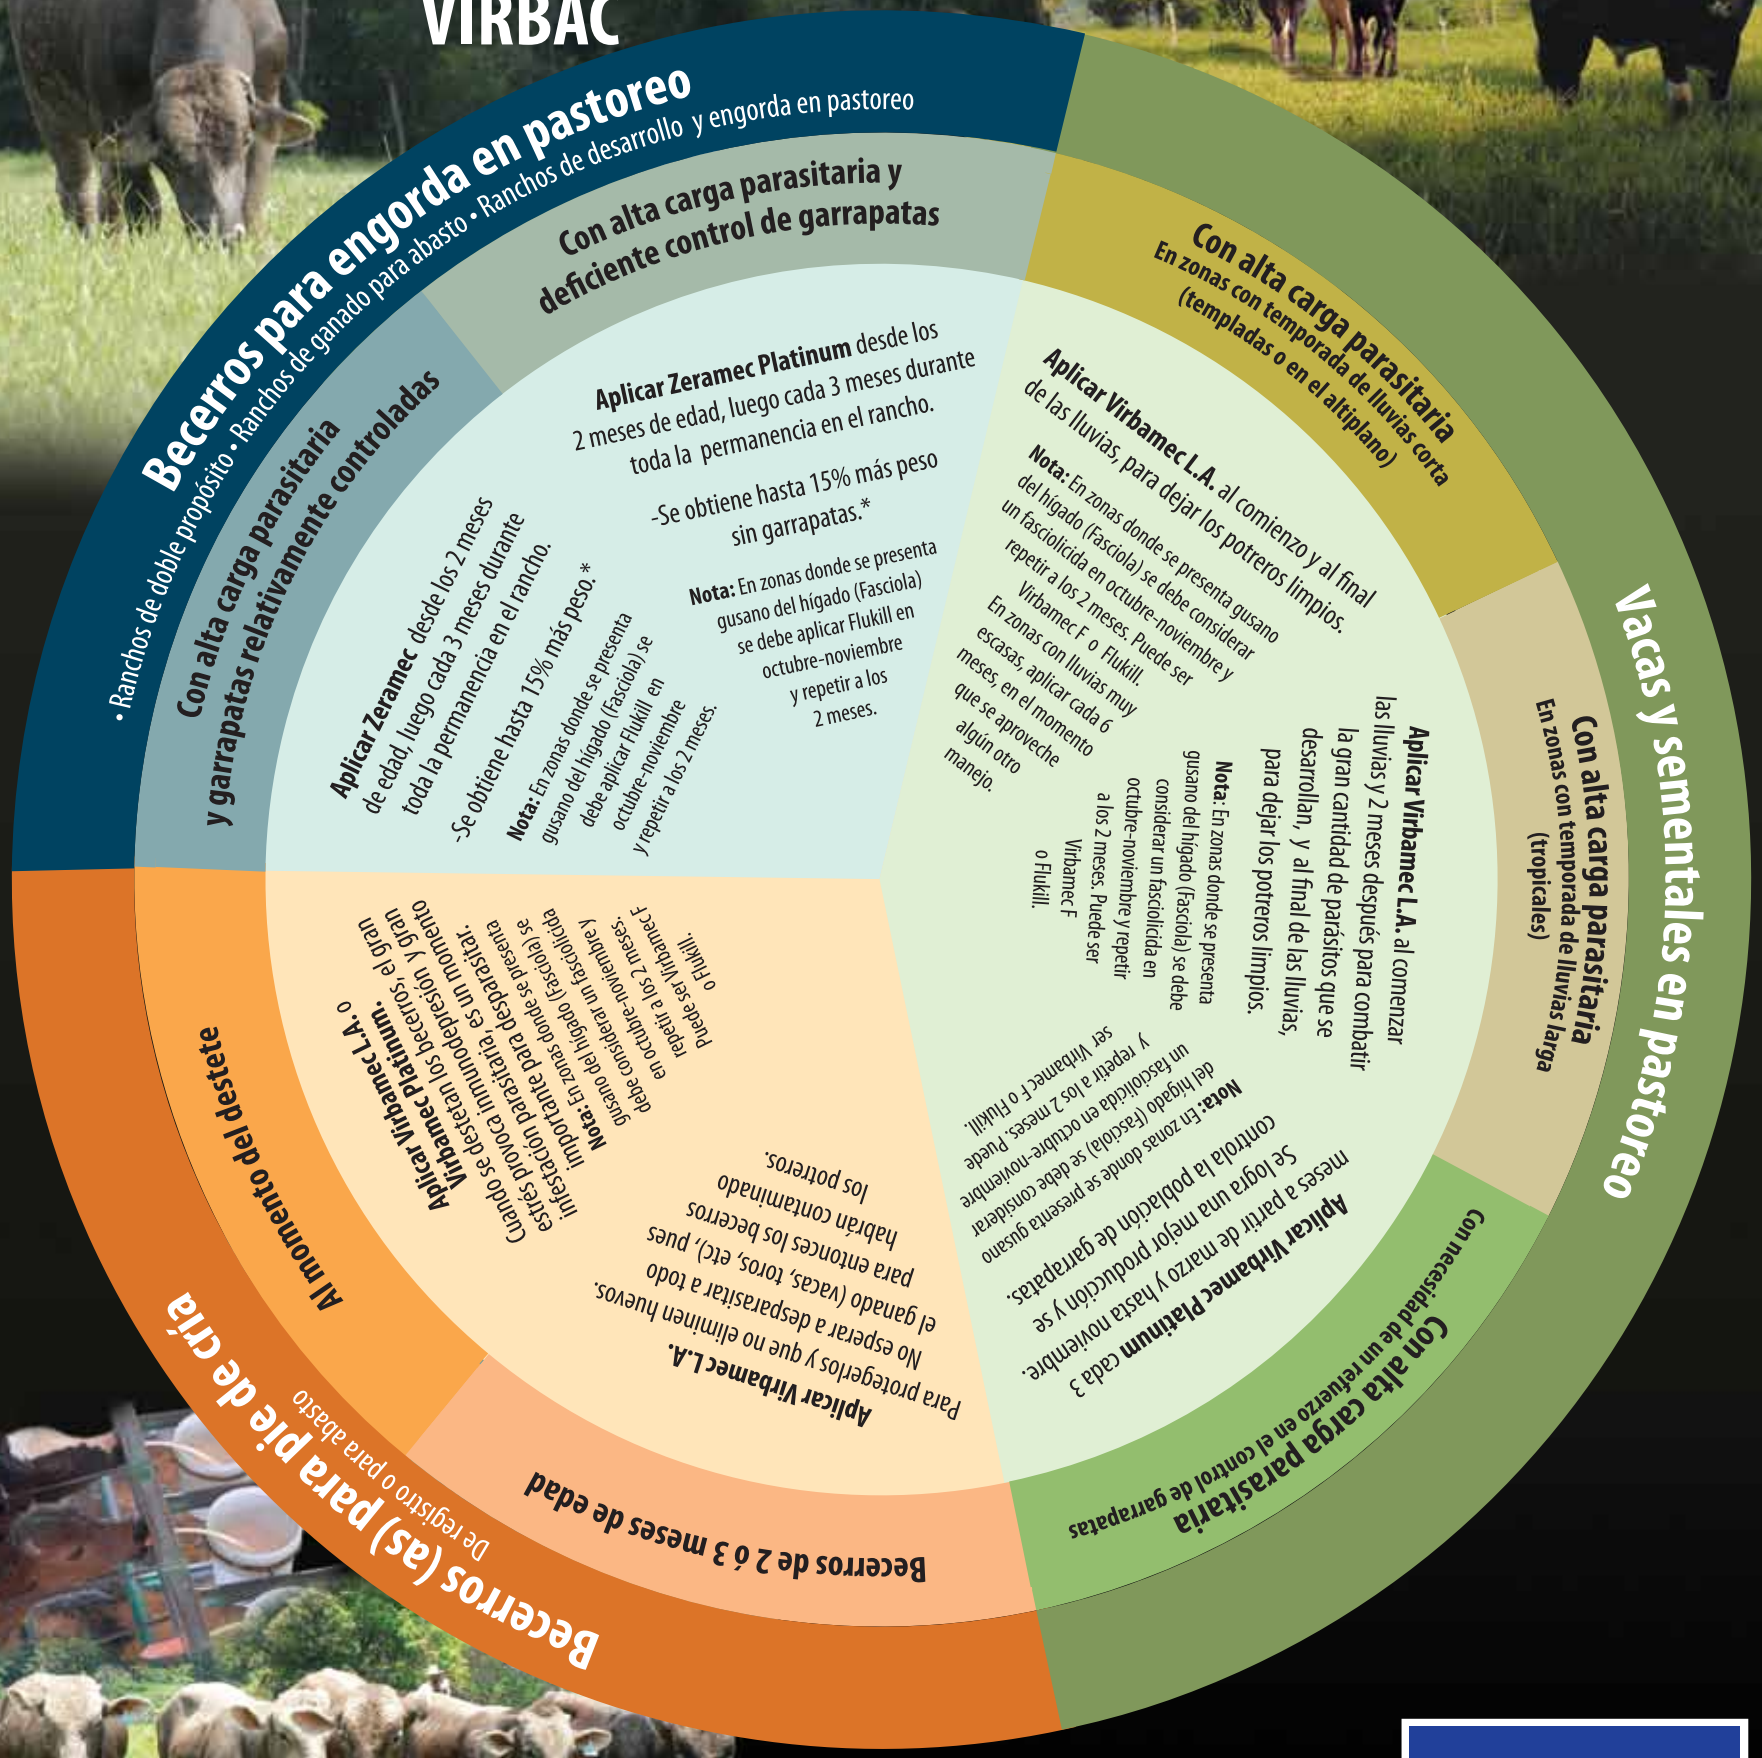 VIRBAC
Becerros para engorda en pastoreo
• Ranchos de doble propósito • Ranchos de ganado para abasto • Ranchos de desarrollo y engorda en pastoreo
Con alta carga parasitaria
y garrapatas relativamente controladas
Aplicar Zeramec desde los 2 meses
de edad, luego cada 3 meses durante
toda la permanencia en el rancho.
-Se obtiene hasta 15% más peso.*
Nota: En zonas donde se presenta
gusano del hígado (Fasciola) se
debe aplicar Flukill en
octubre-noviembre
y repetir a los 2 meses.
Con alta carga parasitaria y
deficiente control de garrapatas
Aplicar Zeramec Platinum desde los
2 meses de edad, luego cada 3 meses durante
toda la permanencia en el rancho.
-Se obtiene hasta 15% más peso
sin garrapatas.*
Nota: En zonas donde se presenta
gusano del hígado (Fasciola)
se debe aplicar Flukill en
octubre-noviembre
y repetir a los
2 meses.
Vacas y sementales en pastoreo
Con alta carga parasitaria
En zonas con temporada de lluvias corta
(templadas o en el altiplano)
Aplicar Virbamec L.A. al comienzo y al final
de las lluvias, para dejar los potreros limpios.
Nota: En zonas donde se presenta gusano
del hígado (Fasciola) se debe considerar
un fasciolicida en octubre-noviembre y
repetir a los 2 meses. Puede ser
Virbamec F o Flukill.
En zonas con lluvias muy
escasas, aplicar cada 6
meses, en el momento
que se aproveche
algún otro
manejo.
Con alta carga parasitaria
En zonas con temporada de lluvias larga
(tropicales)
Aplicar Virbamec L.A. al comenzar
las lluvias y 2 meses después para combatir
la gran cantidad de parásitos que se
desarrollan, y al final de las lluvias,
para dejar los potreros limpios.
Nota: En zonas donde se presenta
gusano del hígado (Fasciola) se debe
considerar un fasciolicida en
octubre-noviembre y repetir
a los 2 meses. Puede ser
Virbamec F
o Flukill.
Con alta carga parasitaria
Con necesidad de un refuerzo en el control de garrapatas
Aplicar Virbamec Platinum cada 3
meses a partir de marzo y hasta noviembre.
Se logra una mejor producción y se
controla la población de garrapatas.
Nota: En zonas donde se presenta gusano
del hígado (Fasciola) se debe considerar
un fasciolicida en octubre-noviembre
y repetir a los 2 meses. Puede
ser Virbamec F o Flukill.
Becerros (as) para pie de cría
De registro o para abasto
Becerros de 2 ó 3 meses de edad
Aplicar Virbamec L.A.
Para protegerlos y que no eliminen huevos.
No esperar a desparasitar a todo
el ganado (vacas, toros, etc), pues
para entonces los becerros
habrán contaminado
los potreros.
Al momento del destete
Aplicar Virbamec L.A. o
Virbamec Platinum.
Cuando se destetan los becerros, el gran
estrés provoca inmunodepresión y gran
infestación parasitaria, es un momento
importante para desparasitar.
Nota: En zonas donde se presenta
gusano del hígado (Fasciola) se
debe considerar un fasciolicida
en octubre-noviembre y
repetir a los 2 meses.
Puede ser Virbamec F
o Flukill.